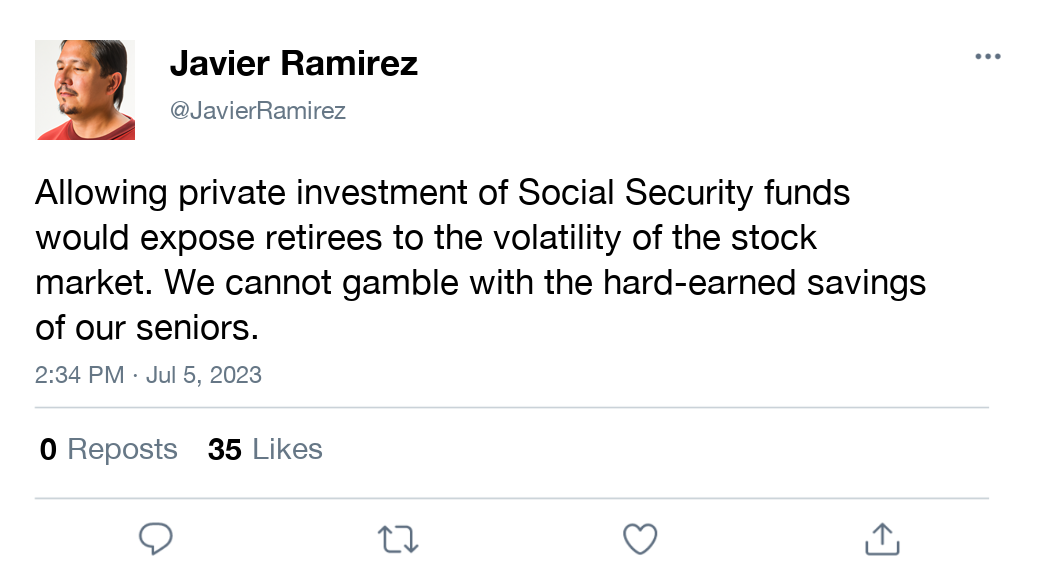 Javier Ramirez
@JavierRamirez
Allowing private investment of Social Security funds
would expose retirees to the volatility of the stock
market. We cannot gamble with the hard-earned savings
of our seniors.
2:34 PM · Jul 5, 2023
0 Reposts 35 Likes